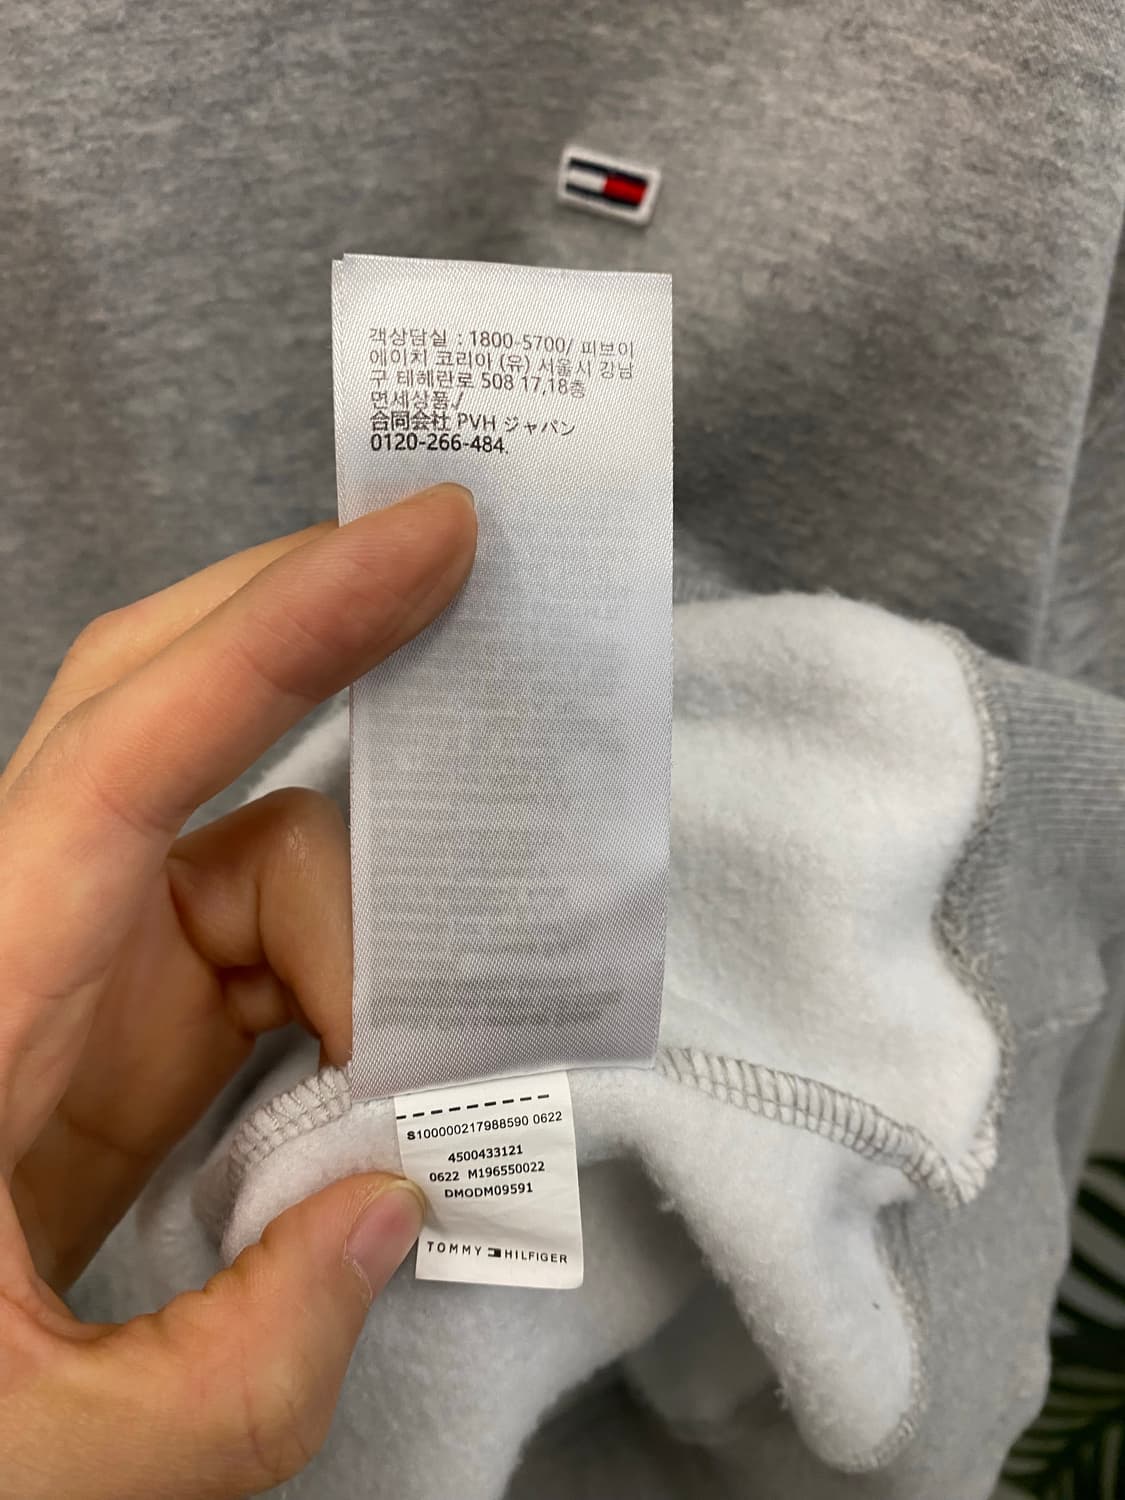 객상담실 : 1800-5700/ 피브이
에이치 코리아 (유) 서울시 강남
구 테헤란로 508 17,18층
면세상품./
合同会社 PVH ジャパン
0120-266-484.
S100000217988590 0622
4500433121
0622 M196550022
DMODM09591
TOMMY HILFIGER